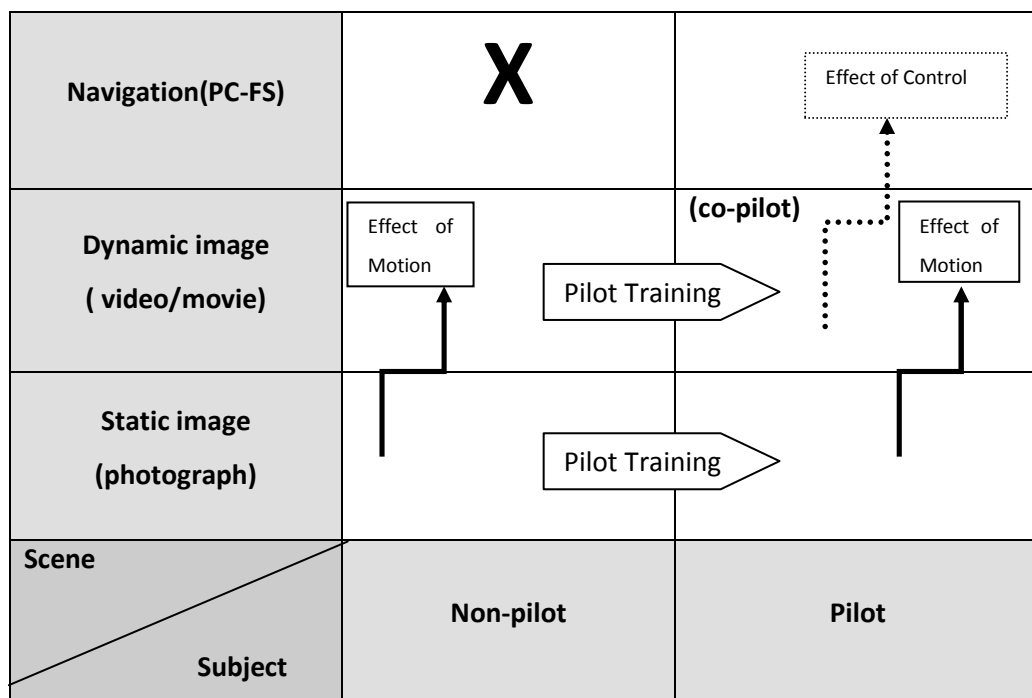 Navigation(PC-FS)
X
Effect of Control
Dynamic image
( video/movie)
Effect of
Motion
Pilot Training
(co-pilot)
Effect of
Motion
Static image
(photograph)
Pilot Training
Scene
Subject
Non-pilot
Pilot